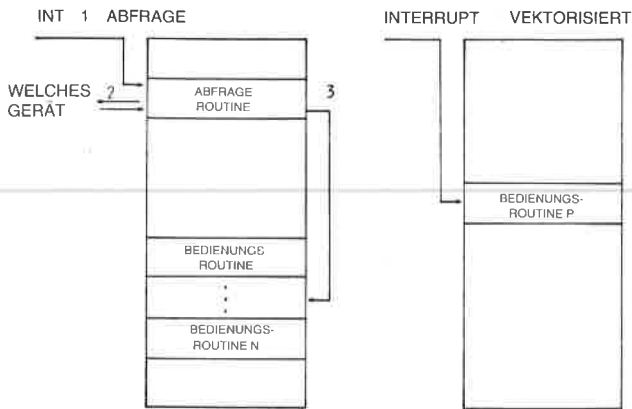 INT 1 ABFRAGE
WELCHES 2
GERÄT
ABFRAGE
ROUTINE
3
BEDIENUNGS
ROUTINE
BEDIENUNGS-
ROUTINE N
INTERRUPT VEKTORISIERT
BEDIENUNGS-
ROUTINE P